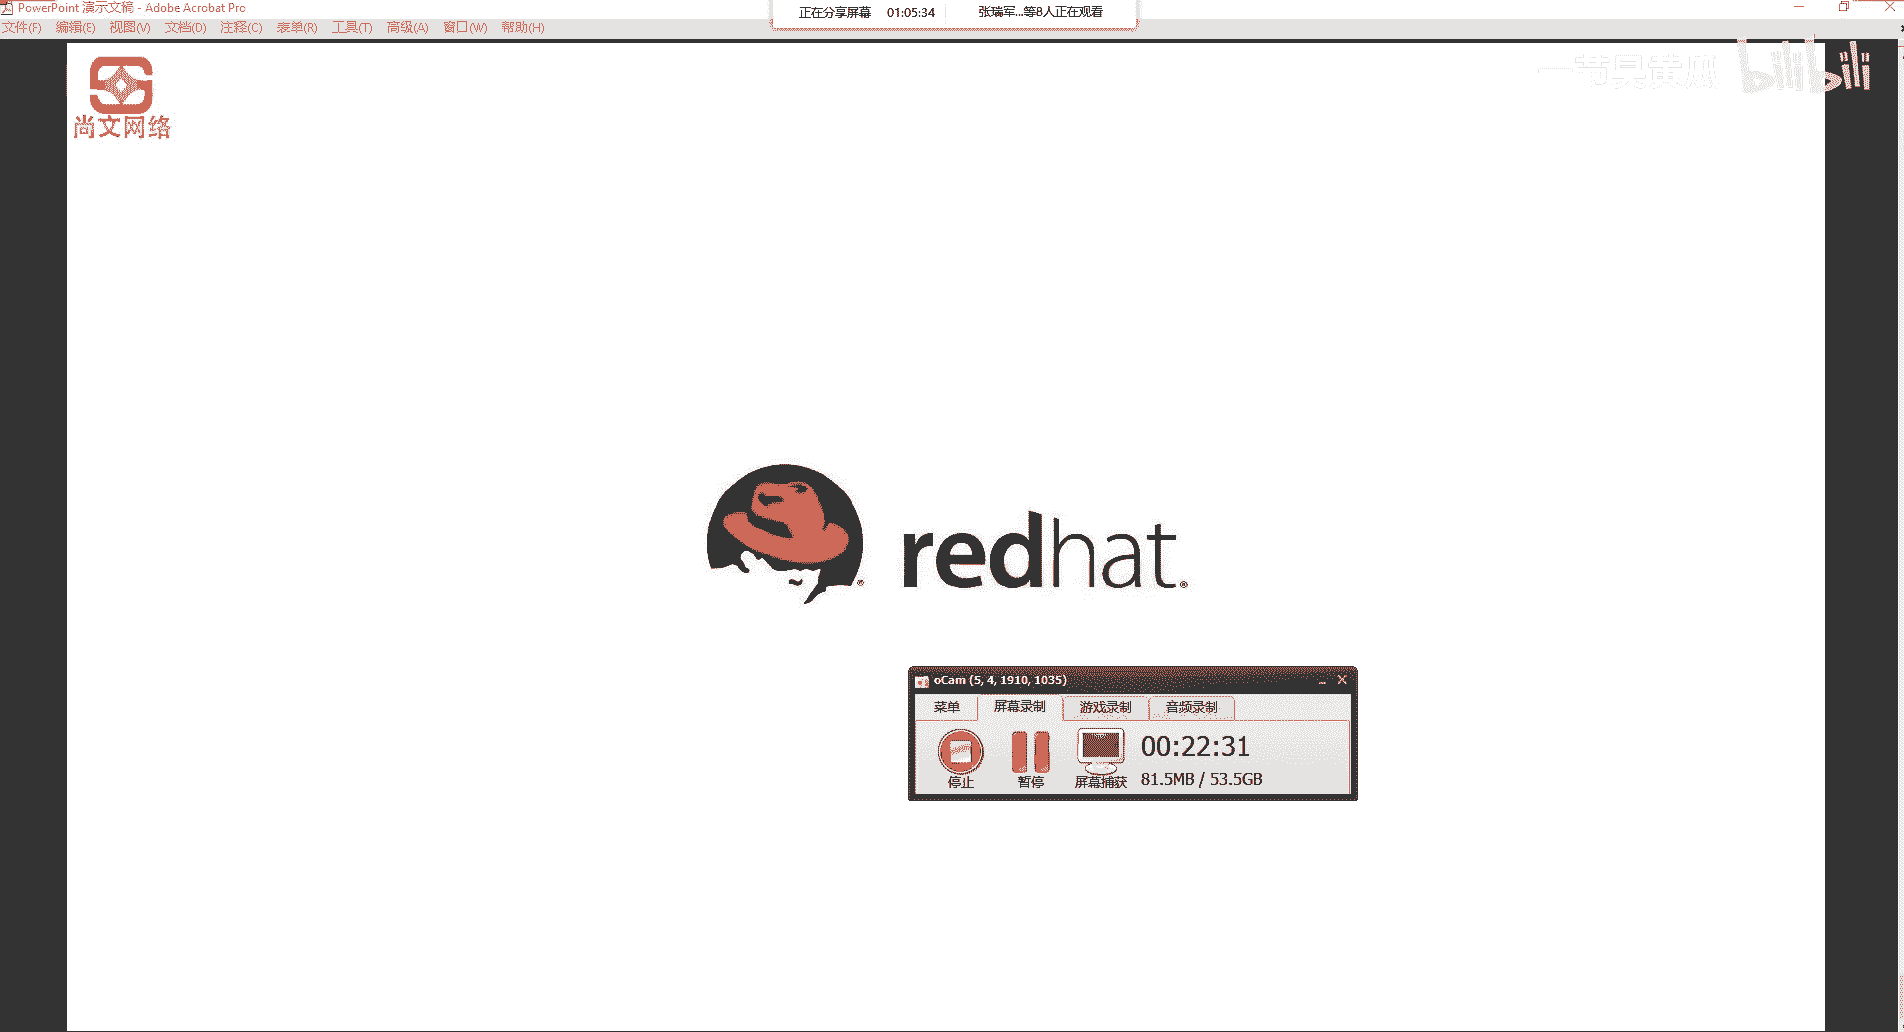 PowerPoint 演示文稿 - Adobe Acrobat Pro
正在分享屏幕 01:05:34 张瑞军...等8人正在观看
文件(F) 编辑(E) 视图(V) 文档(D) 注释(C) 表单(R) 工具(T) 高级(A) 窗口(W) 帮助(H)
bilibili
尚文网络
redhat
oCam (5, 4, 1910, 1035)
菜单 屏幕录制 游戏录制 音频录制
00:22:31
停止 暂停 屏幕捕获 81.5MB / 53.5GB